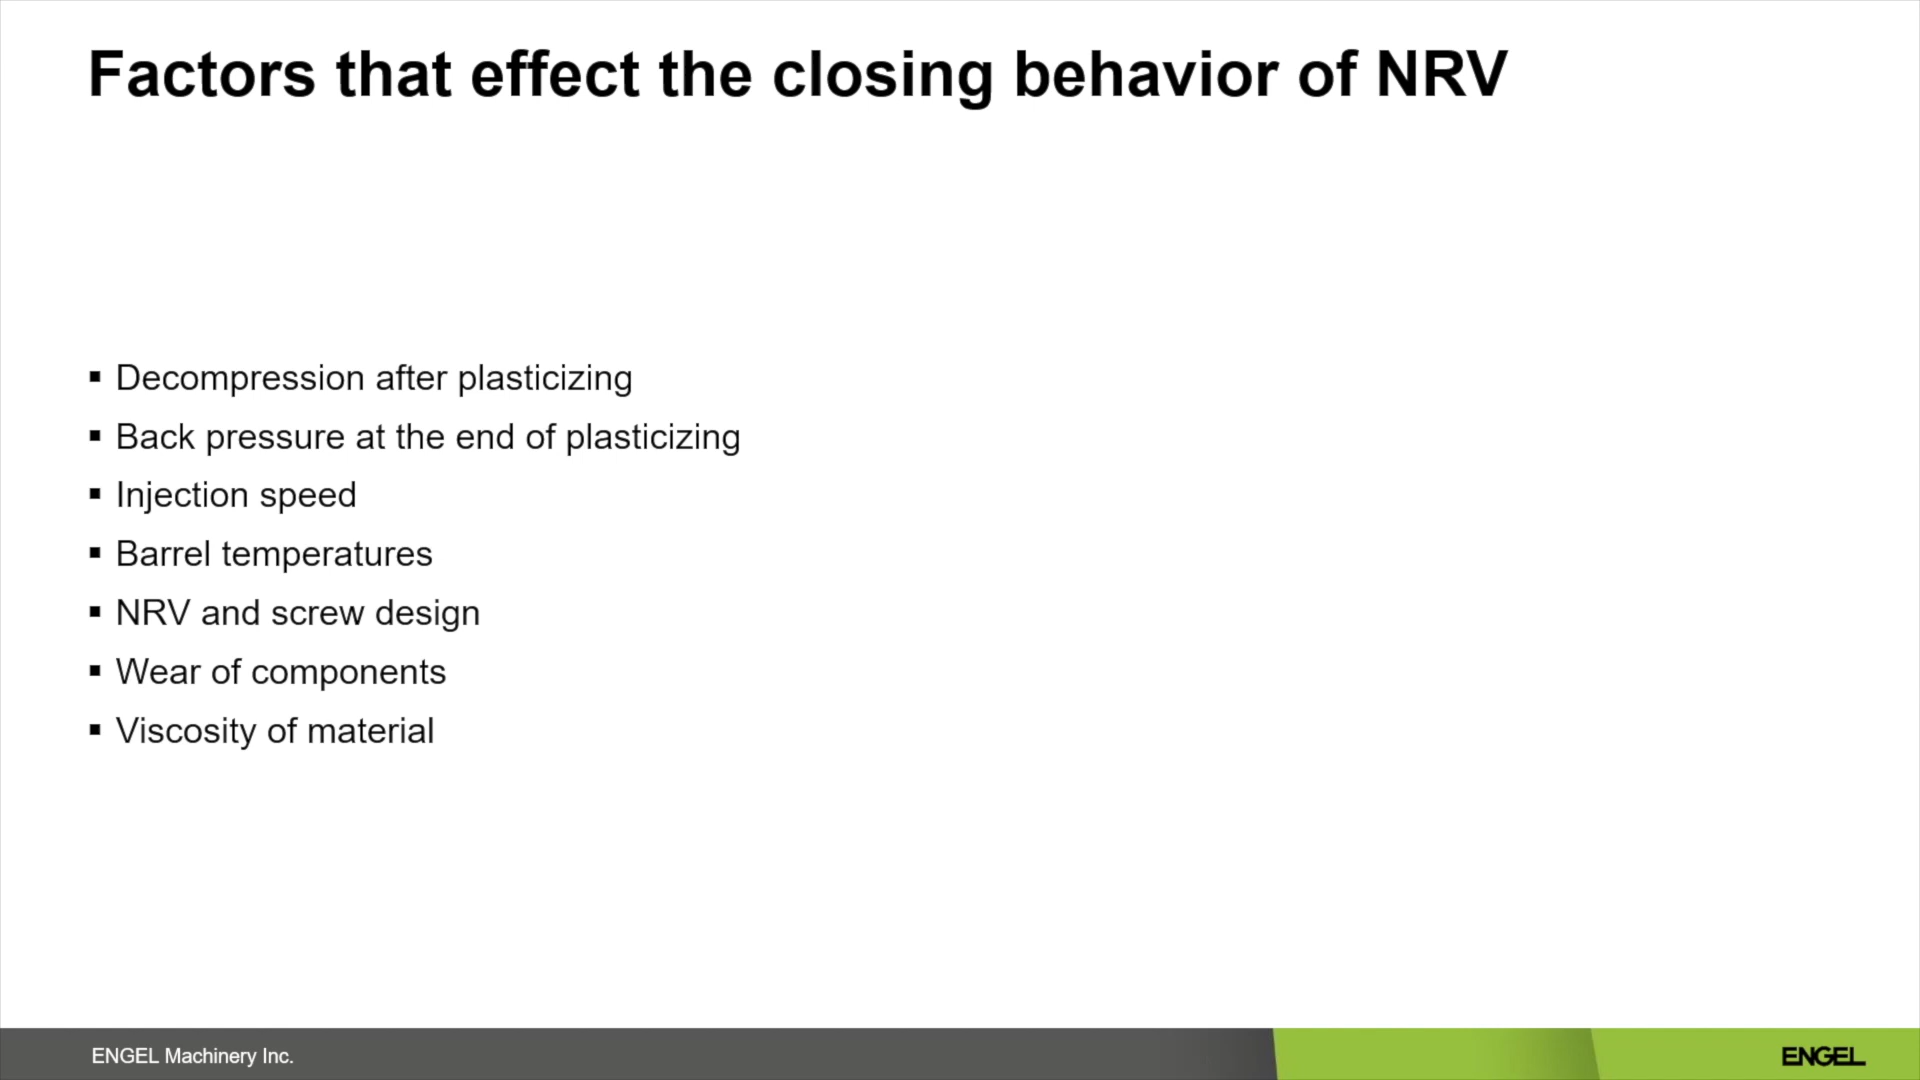 Factors that effect the closing behavior of NRV
▪ Decompression after plasticizing
▪ Back pressure at the end of plasticizing
▪ Injection speed
▪ Barrel temperatures
▪ NRV and screw design
▪ Wear of components
▪ Viscosity of material
ENGEL Machinery Inc.
ENGEL